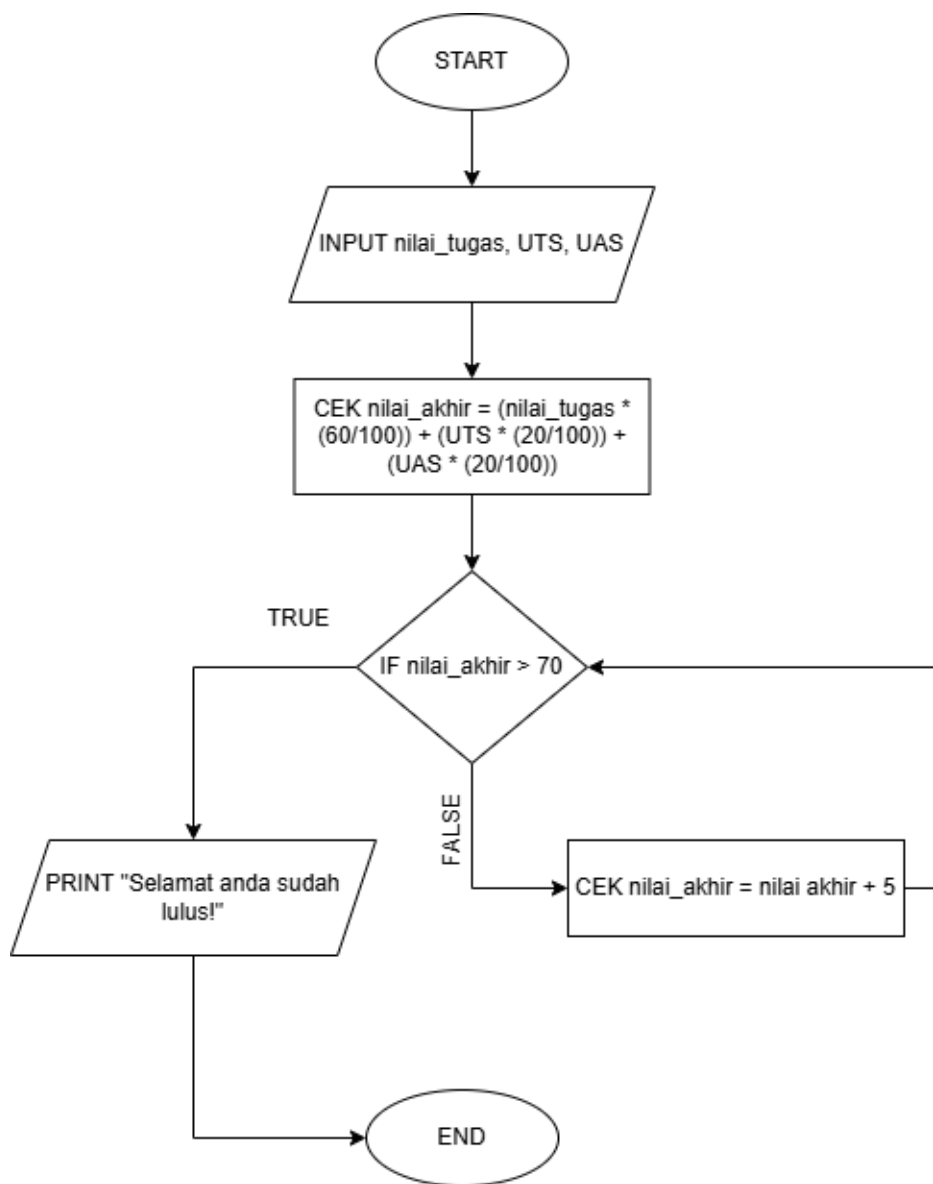 START
INPUT nilai_tugas, UTS, UAS
CEK nilai_akhir = (nilai_tugas *
(60/100)) + (UTS * (20/100)) +
(UAS * (20/100))
TRUE
IF nilai_akhir > 70
FALSE
PRINT "Selamat anda sudah
lulus!"
CEK nilai_akhir = nilai akhir + 5
END